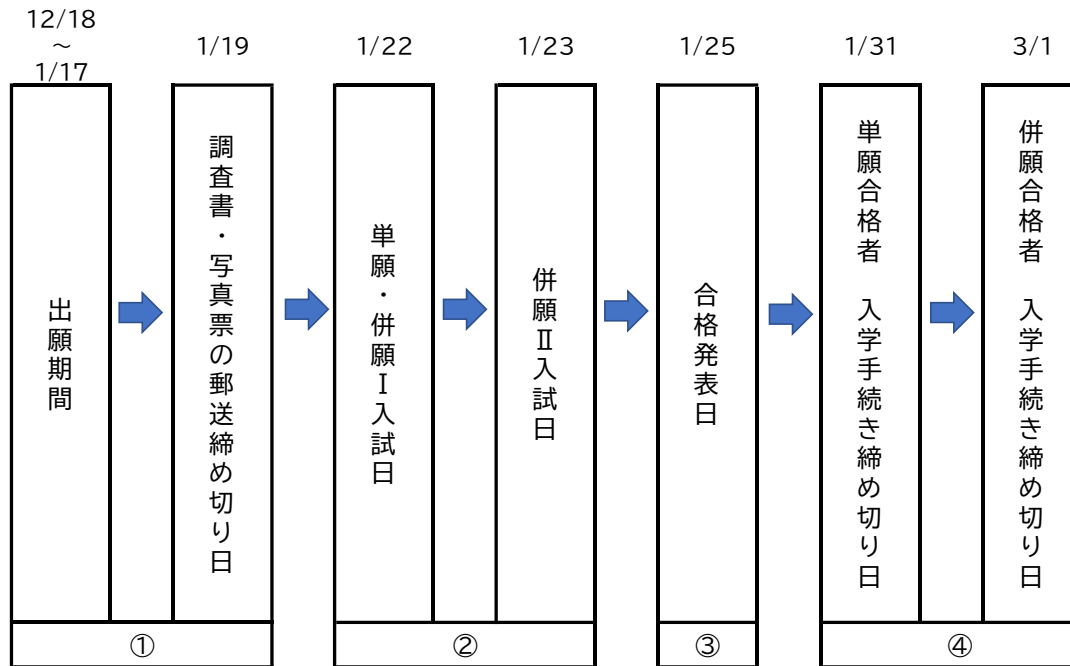 12/18
～
1/17
1/19
1/22
1/23
1/25
1/31
3/1
出願期間
調査書・写真票の郵送締め切り日
単願・併願Ⅰ入試日
併願Ⅱ入試日
合格発表日
単願合格者　入学手続き締め切り日
併願合格者　入学手続き締め切り日
①
②
③
④